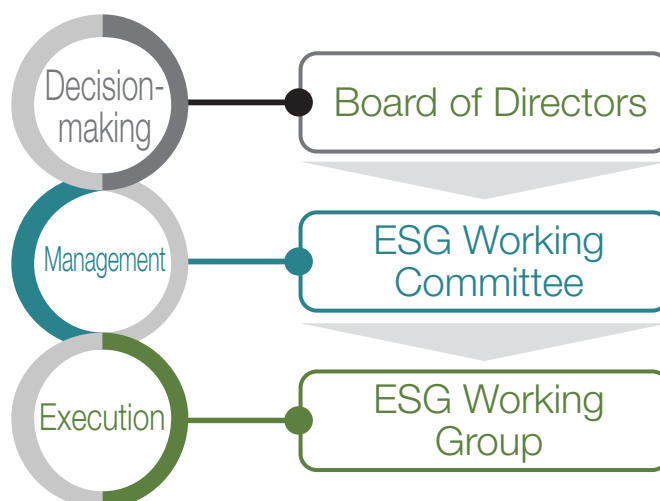 Decision-
making
Board of Directors
Management
ESG Working
Committee
Execution
ESG Working
Group